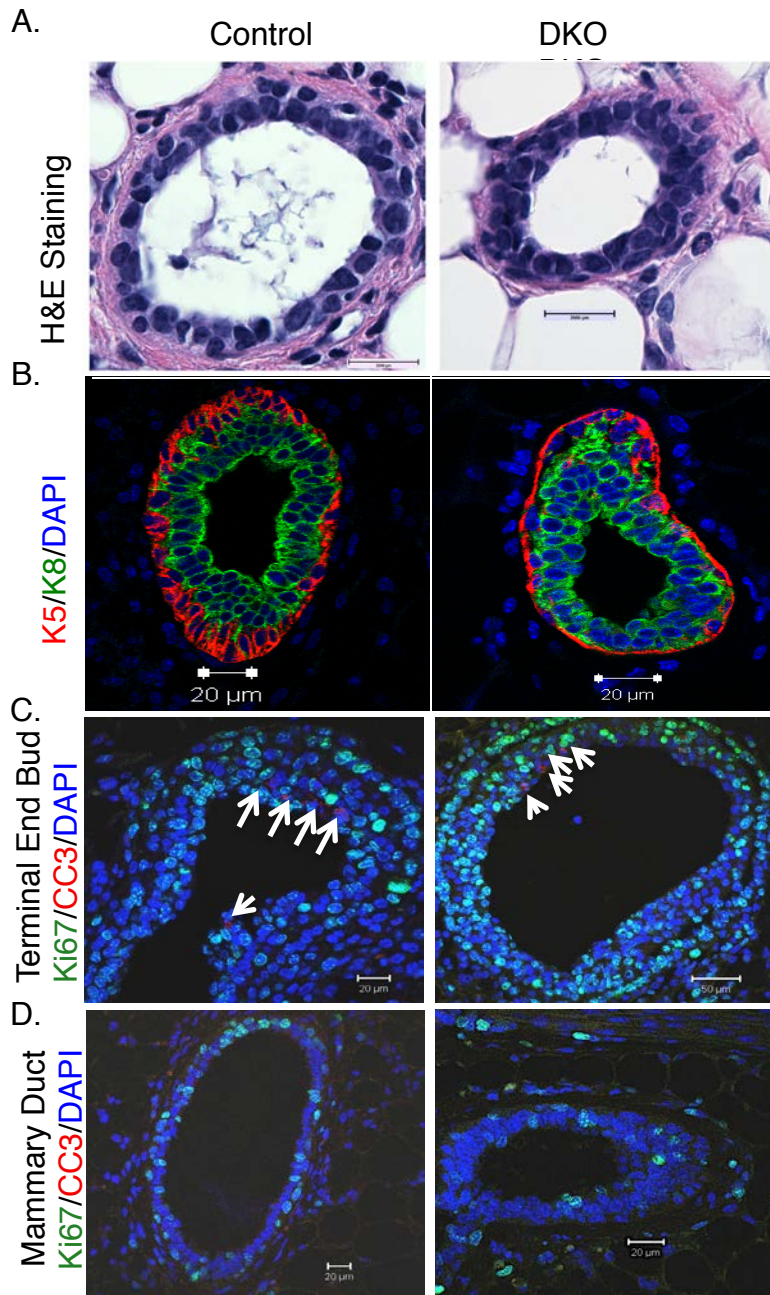 A.
Control
DKO
H&E Staining
B.
K5/K8/DAPI
20 µm
20 µm
C.
Terminal End Bud.
Ki67/CC3/DAPI
20 µm
50 µm
D.
Mammary Duct
Ki67/CC3/DAPI
20 µm
20 µm